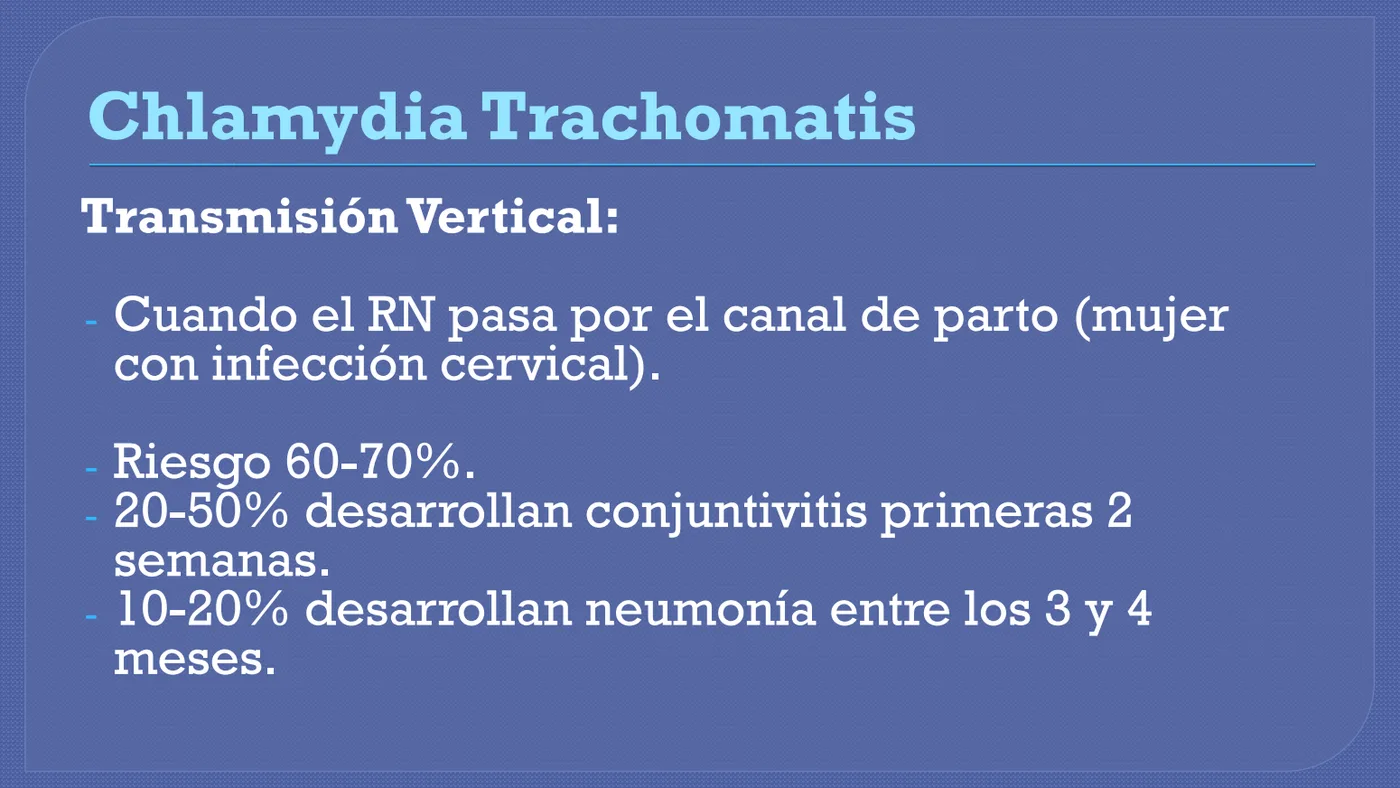 Chlamydia Trachomatis
Transmisión Vertical:
- Cuando el RN pasa por el canal de parto (mujer
con infección cervical).
- Riesgo 60-70%.
- 20-50% desarrollan conjuntivitis primeras 2
semanas.
- 10-20% desarrollan neumonía entre los 3 y 4
meses.